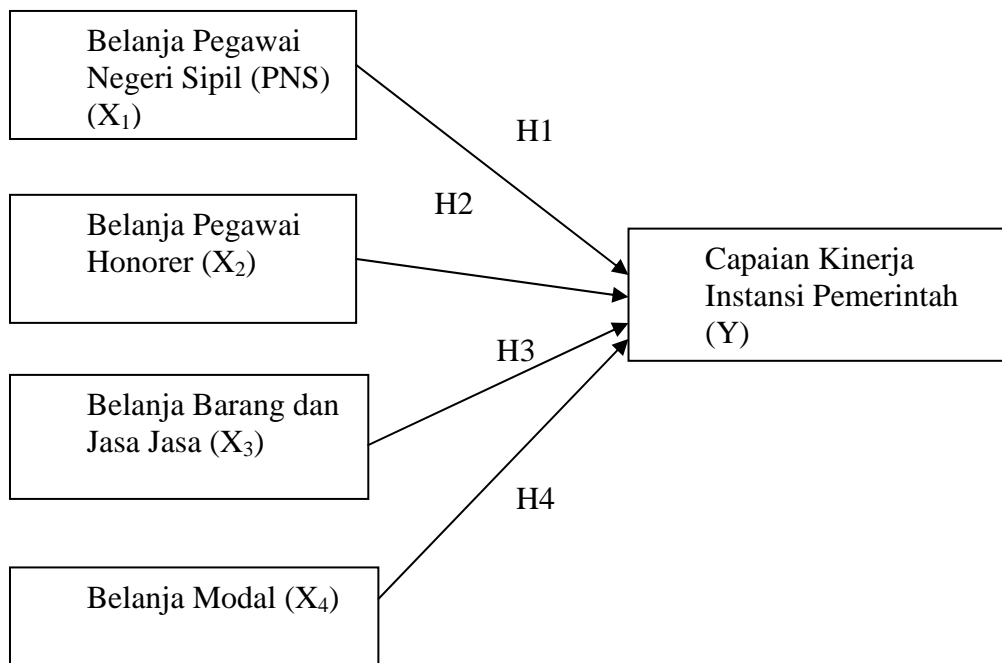 Belanja Pegawai
Negeri Sipil (PNS)
(X₁)
H1
Belanja Pegawai
Honorer (X₂)
H2
Capaian Kinerja
Instansi Pemerintah
(Y)
Belanja Barang dan
Jasa Jasa (X₃)
H3
Belanja Modal (X₄)
H4